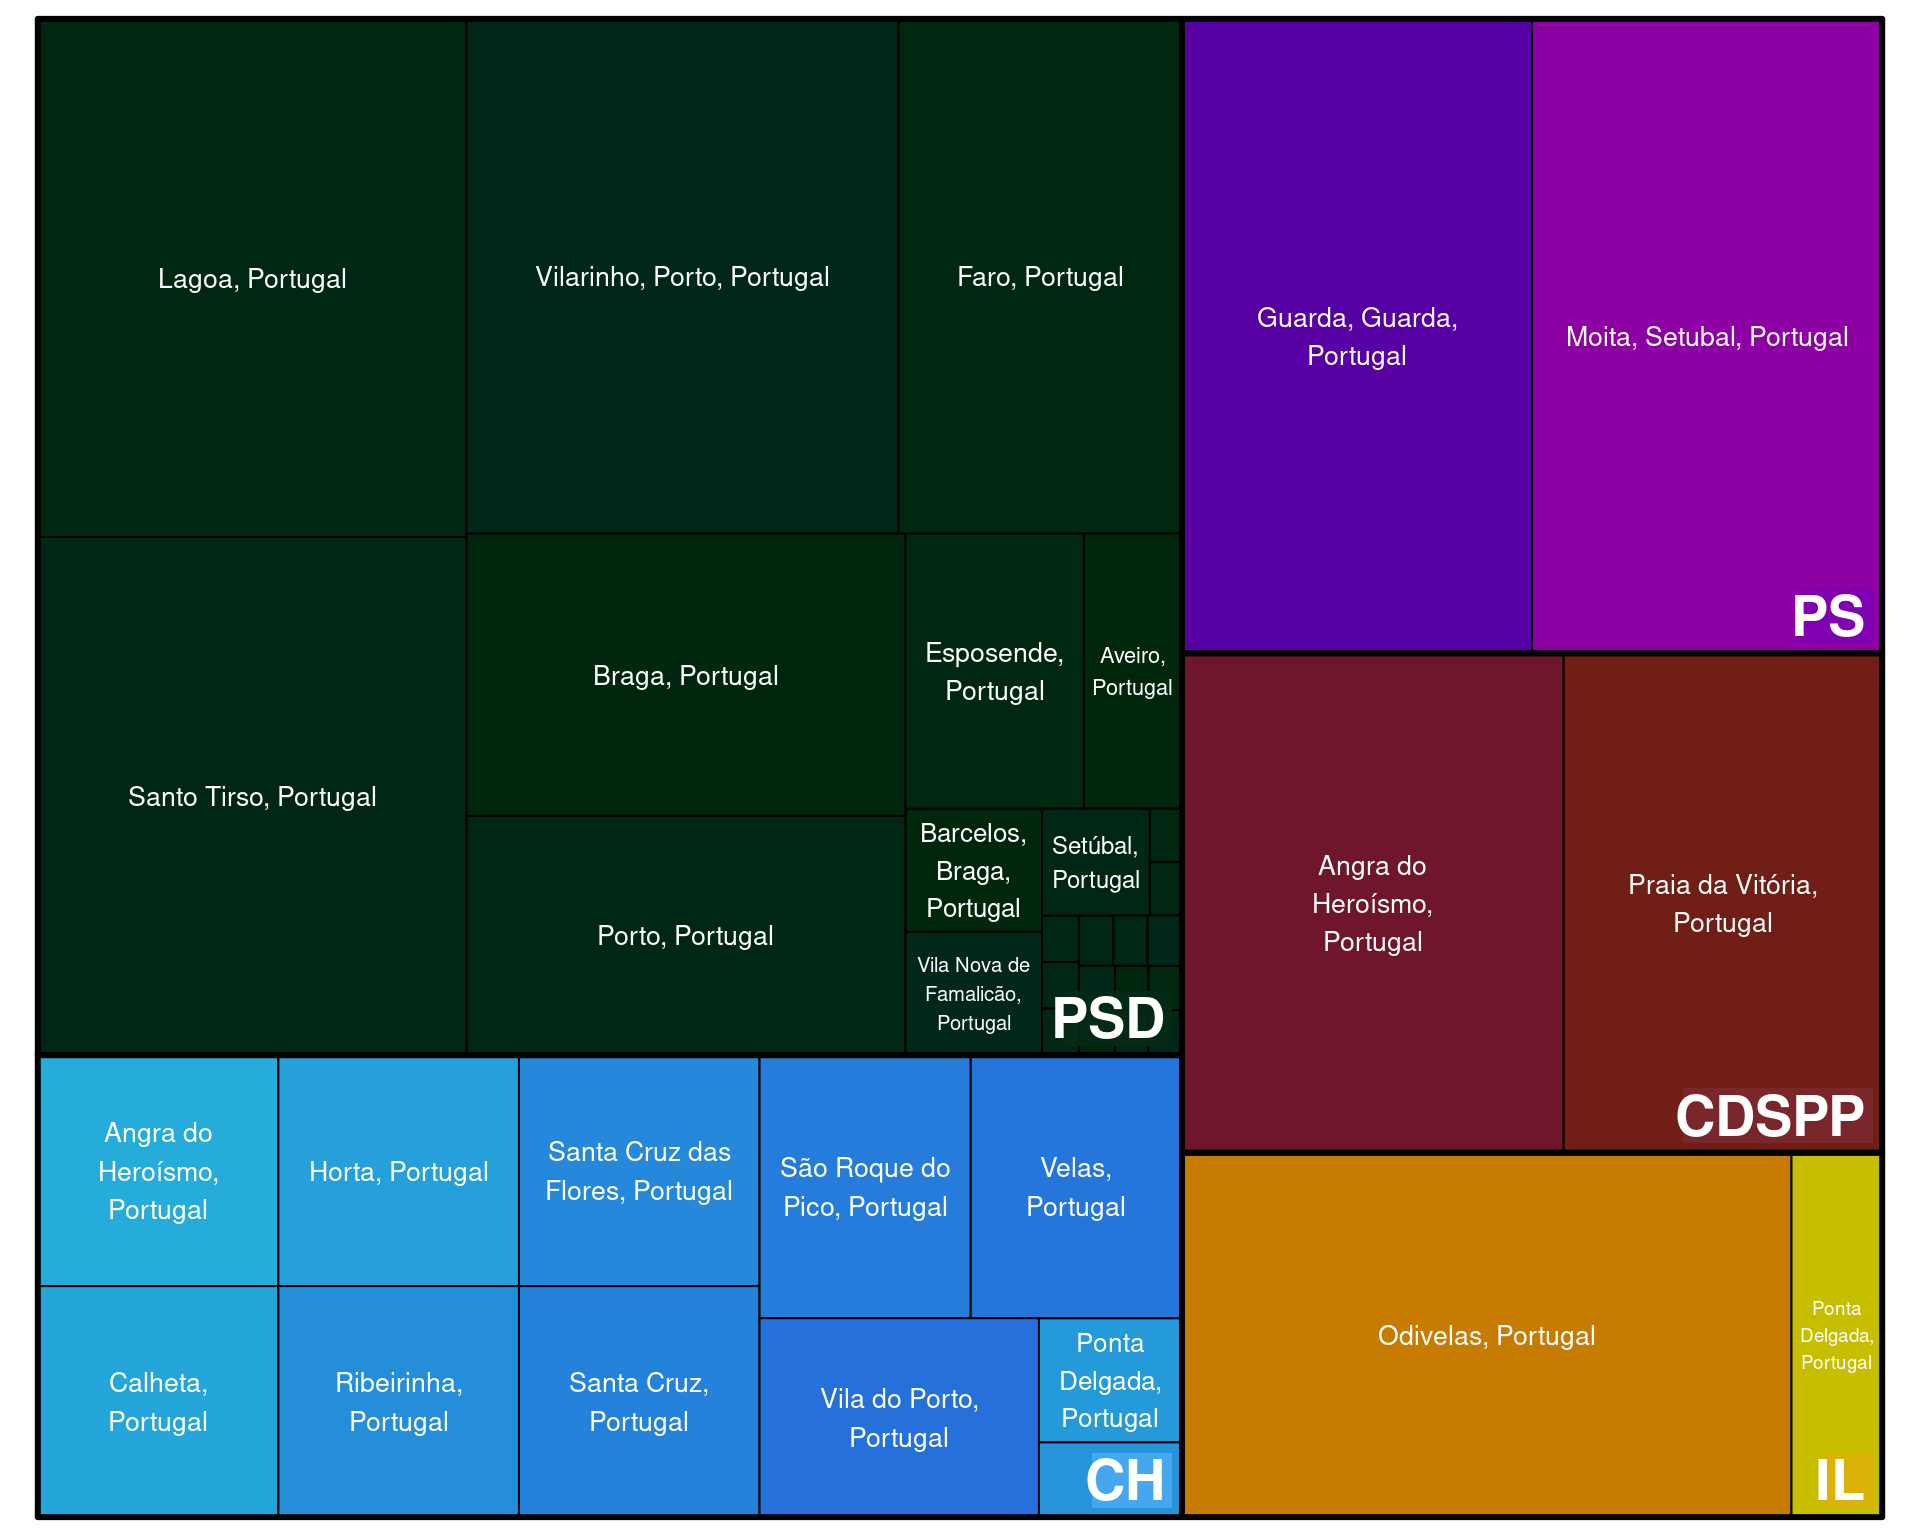 Lagoa, Portugal
Vilarinho, Porto, Portugal
Faro, Portugal
Santo Tirso, Portugal
Braga, Portugal
Esposende,
Portugal
Aveiro,
Portugal
Porto, Portugal
Barcelos,
Braga,
Portugal
Setúbal,
Portugal
Vila Nova de
Famalicão,
Portugal
PSD
Guarda, Guarda,
Portugal
Moita, Setubal, Portugal
PS
Angra do
Heroísmo,
Portugal
Praia da Vitória,
Portugal
CDSPP
Angra do
Heroísmo,
Portugal
Horta, Portugal
Santa Cruz das
Flores, Portugal
São Roque do
Pico, Portugal
Velas,
Portugal
Calheta,
Portugal
Ribeirinha,
Portugal
Santa Cruz,
Portugal
Vila do Porto,
Portugal
Ponta
Delgada,
Portugal
CH
Odivelas, Portugal
Ponta
Delgada,
Portugal
IL